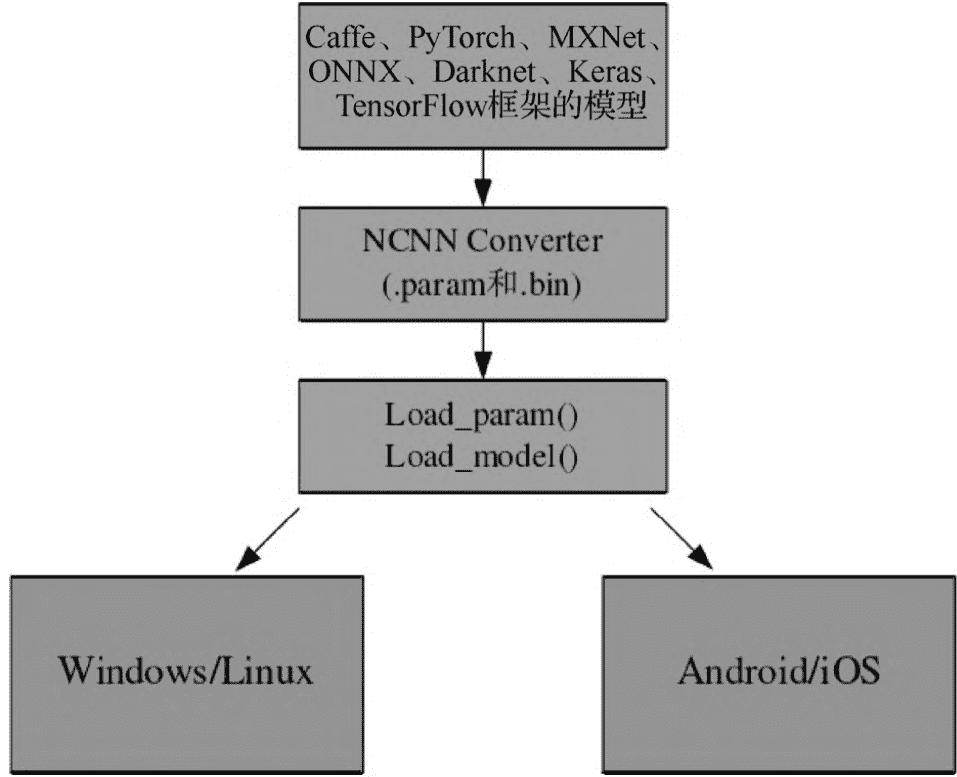 Caffe、PyTorch、MXNet、
ONNX、Darknet、Keras、
TensorFlow框架的模型
NCNN Converter
(.param和.bin)
Load_param()
Load_model()
Windows/Linux
Android/iOS